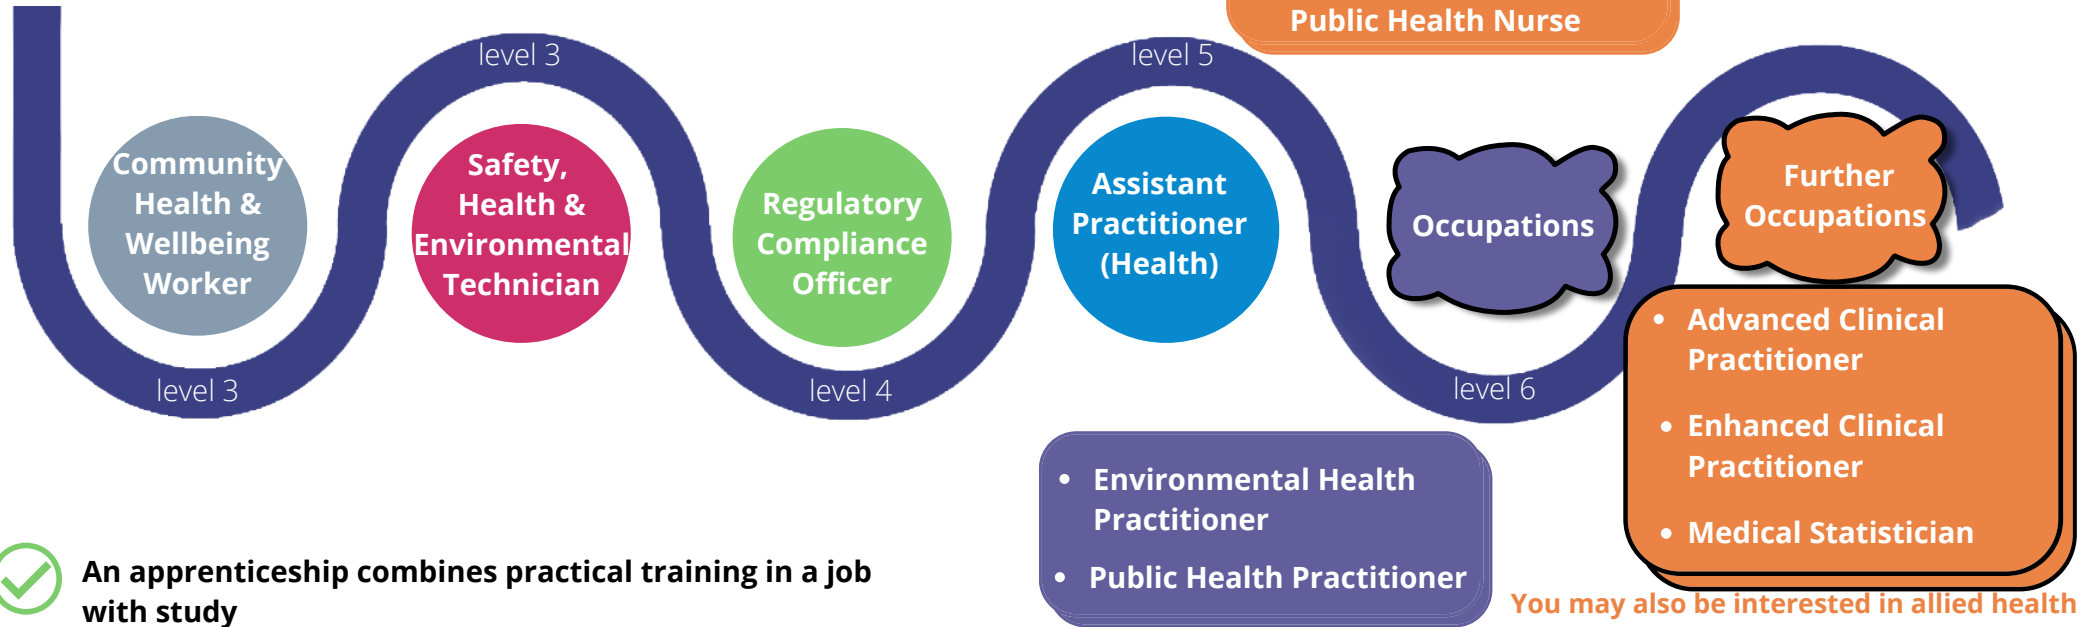 Public Health Nurse
level 3
level 5
Community
Health &
Wellbeing
Worker
Safety,
Health &
Environmental
Technician
Regulatory
Compliance
Officer
Assistant
Practitioner
(Health)
Occupations
Further
Occupations
level 3
level 4
level 6
• Advanced Clinical
Practitioner
• Enhanced Clinical
Practitioner
• Medical Statistician
• Environmental Health
Practitioner
• Public Health Practitioner
An apprenticeship combines practical training in a job
with study
You may also be interested in allied health